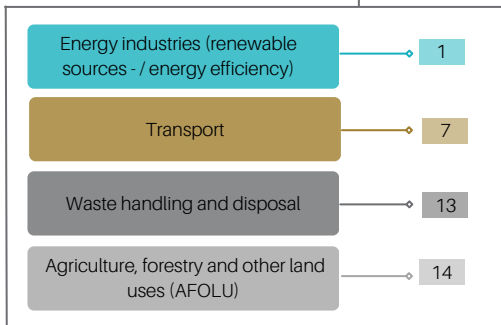 Energy industries (renewable
sources - / energy efficiency)
1
Transport
7
Waste handling and disposal
13
Agriculture, forestry and other land
uses (AFOLU)
14